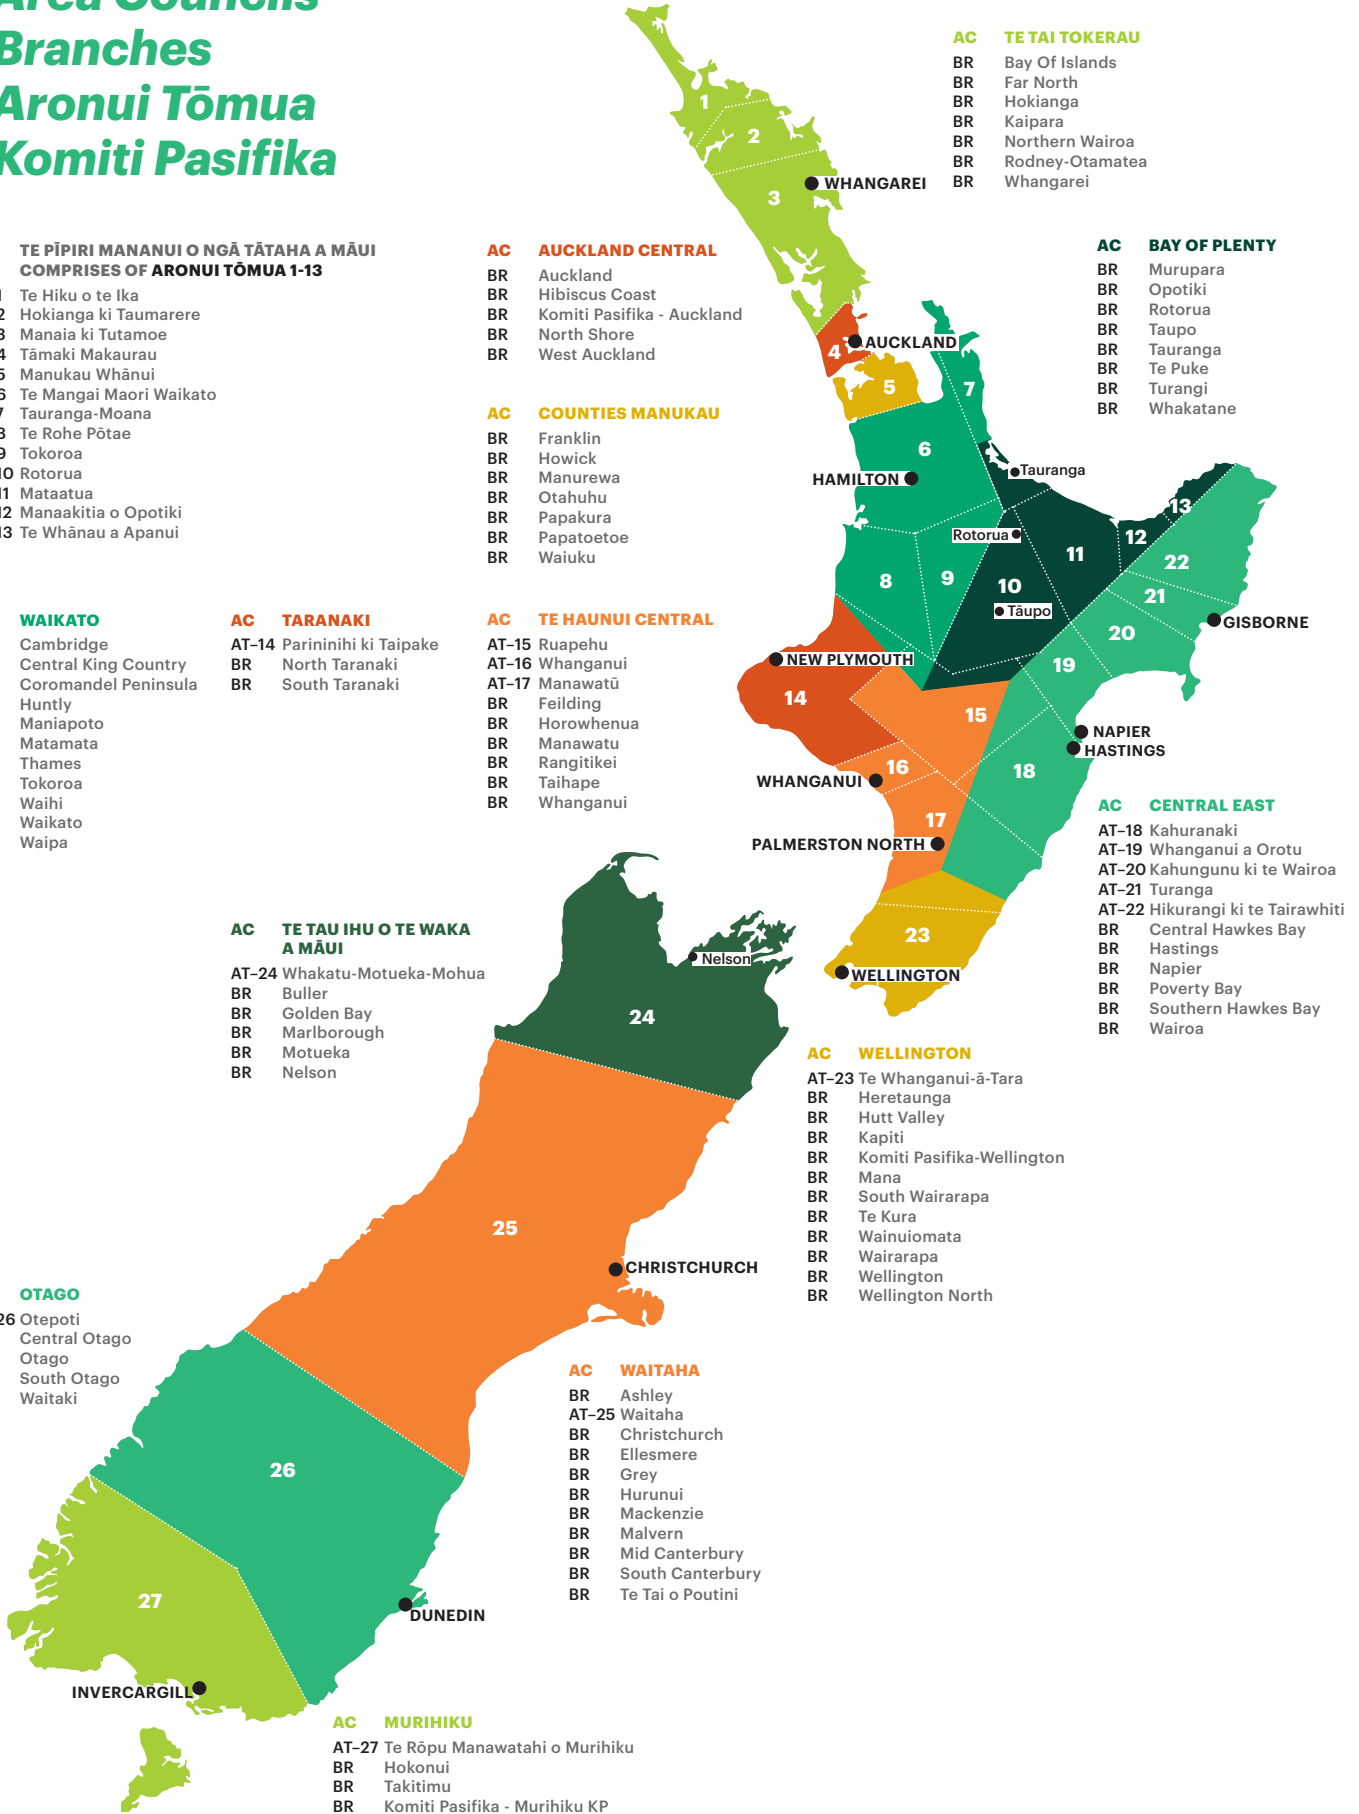 Area Councils
Branches
Aronui Tōmua
Komiti Pasifika
TE PĪPIRI MANANUI O NGĀ TĀTAHA A MĀUI
COMPRISES OF ARONUI TŌMUA 1-13
1 Te Hiku o te Ika
2 Hokianga ki Taumarere
3 Manaia ki Tutamoe
4 Tāmaki Makaurau
5 Manukau Whānui
6 Te Mangai Maori Waikato
7 Tauranga-Moana
8 Te Rohe Pōtae
9 Tokoroa
10 Rotorua
11 Mataatua
12 Manaakitia o Opotiki
13 Te Whānau a Apanui
WAIKATO
Cambridge
Central King Country
Coromandel Peninsula
Huntly
Maniapoto
Matamata
Thames
Tokoroa
Waihi
Waikato
Waipa
AC TARANAKI
AT–14 Parininihi ki Taipake
BR North Taranaki
BR South Taranaki
AC AUCKLAND CENTRAL
BR Auckland
BR Hibiscus Coast
BR Komiti Pasifika - Auckland
BR North Shore
BR West Auckland
AC COUNTIES MANUKAU
BR Franklin
BR Howick
BR Manurewa
BR Otahuhu
BR Papakura
BR Papatoetoe
BR Waiuku
AC TE HAUNUI CENTRAL
AT–15 Ruapehu
AT–16 Whanganui
AT–17 Manawatū
BR Feilding
BR Horowhenua
BR Manawatu
BR Rangitikei
BR Taihape
BR Whanganui
AC TE TAI TOKERAU
BR Bay Of Islands
BR Far North
BR Hokianga
BR Kaipara
BR Northern Wairoa
BR Rodney-Otamatea
BR Whangarei
AC BAY OF PLENTY
BR Murupara
BR Opotiki
BR Rotorua
BR Taupo
BR Tauranga
BR Te Puke
BR Turangi
BR Whakatane
1
2
WHANGAREI
3
AUCKLAND
4
5
7
6
Tauranga
HAMILTON
13
Rotorua
12
11
22
8
9
10
21
Tāupo
GISBORNE
20
NEW PLYMOUTH
19
14
15
NAPIER
HASTINGS
16
18
WHANGANUI
17
PALMERSTON NORTH
23
WELLINGTON
AC CENTRAL EAST
AT–18 Kahuranaki
AT–19 Whanganui a Orotu
AT–20 Kahungunu ki te Wairoa
AT–21 Turanga
AT–22 Hikurangi ki te Tairawhiti
BR Central Hawkes Bay
BR Hastings
BR Napier
BR Poverty Bay
BR Southern Hawkes Bay
BR Wairoa
AC TE TAU IHU O TE WAKA
A MĀUI
AT–24 Whakatu-Motueka-Mohua
BR Buller
BR Golden Bay
BR Marlborough
BR Motueka
BR Nelson
Nelson
24
AC WELLINGTON
AT–23 Te Whanganui-ā-Tara
BR Heretaunga
BR Hutt Valley
BR Kapiti
BR Komiti Pasifika-Wellington
BR Mana
BR South Wairarapa
BR Te Kura
BR Wainuiomata
BR Wairarapa
BR Wellington
BR Wellington North
25
CHRISTCHURCH
OTAGO
26 Otepoti
Central Otago
Otago
South Otago
Waitaki
AC WAITAHA
BR Ashley
AT–25 Waitaha
BR Christchurch
BR Ellesmere
BR Grey
BR Hurunui
BR Mackenzie
BR Malvern
BR Mid Canterbury
BR South Canterbury
BR Te Tai o Poutini
26
27
DUNEDIN
INVERCARGILL
AC MURIHIKU
AT–27 Te Rōpu Manawatahi o Murihiku
BR Hokonui
BR Takitimu
BR Komiti Pasifika - Murihiku KP